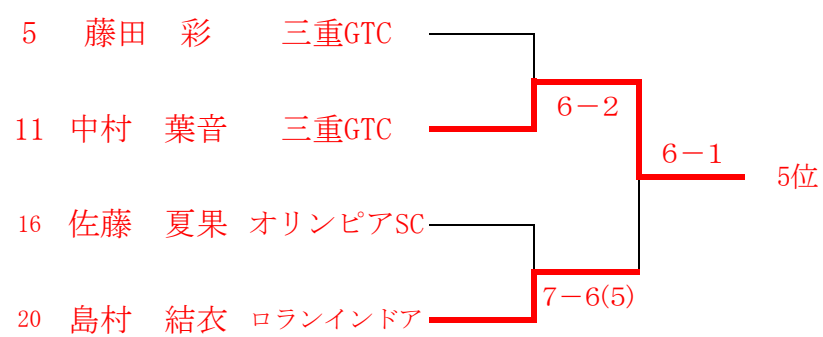 5 藤田 彩 三重GTC
6－2
11 中村 葉音 三重GTC
6－1
5位
16 佐藤 夏果 オリンピアSC
7－6(5)
20 島村 結衣 ロランインドア